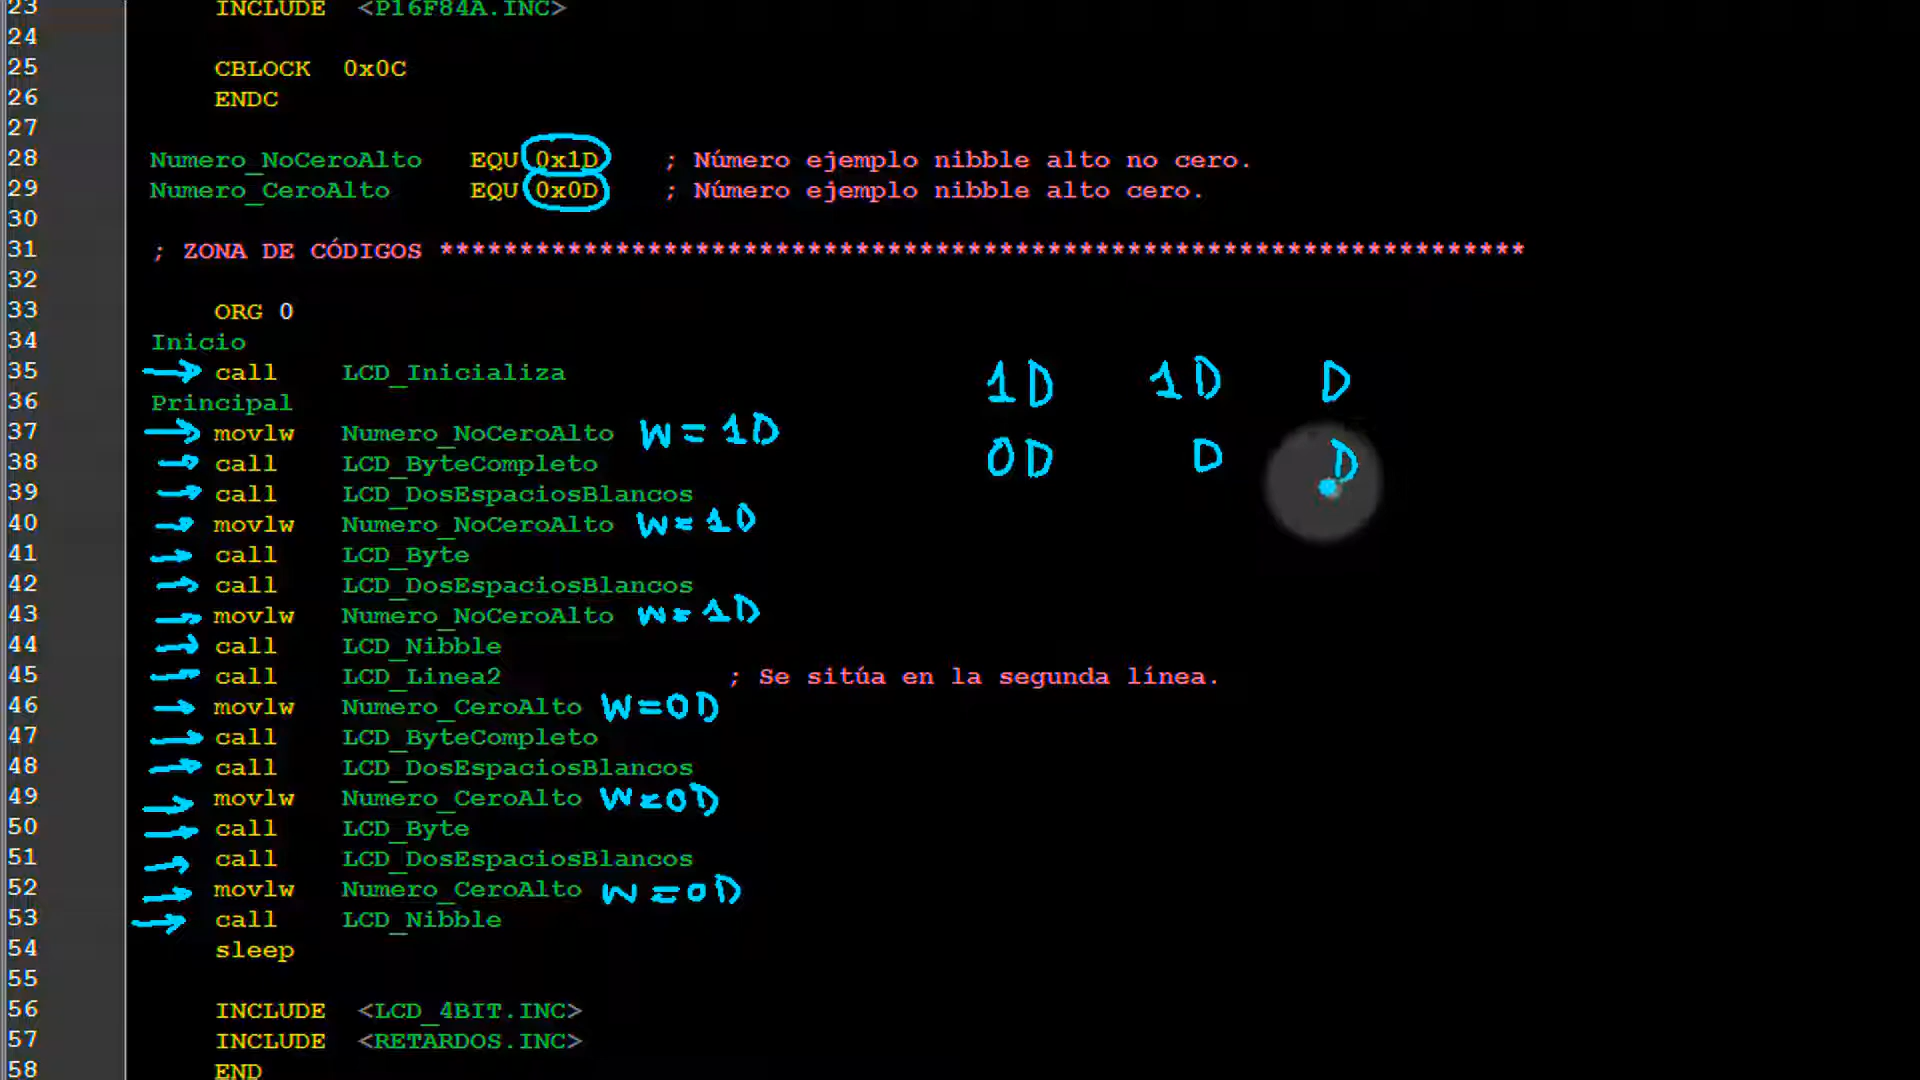 23 INCLUDE <P16F84A.INC>
24
25 CBLOCK 0x0C
26 ENDC
27
28 Numero_NoCeroAlto EQU 0x1D ; Número ejemplo nibble alto no cero.
29 Numero_CeroAlto EQU 0x0D ; Número ejemplo nibble alto cero.
30
31 ; ZONA DE CÓDIGOS ********************************************************************
32
33 ORG 0
34 Inicio
35 call LCD_Inicializa 1D 1D D
36 Principal
37 movlw Numero_NoCeroAlto W = 1D
38 call LCD_ByteCompleto 0D D D
39 call LCD_DosEspaciosBlancos
40 movlw Numero_NoCeroAlto W = 1D
41 call LCD_Byte
42 call LCD_DosEspaciosBlancos
43 movlw Numero_NoCeroAlto W = 1D
44 call LCD_Nibble
45 call LCD_Linea2 ; Se sitúa en la segunda línea.
46 movlw Numero_CeroAlto W = 0D
47 call LCD_ByteCompleto
48 call LCD_DosEspaciosBlancos
49 movlw Numero_CeroAlto W = 0D
50 call LCD_Byte
51 call LCD_DosEspaciosBlancos
52 movlw Numero_CeroAlto W = 0D
53 call LCD_Nibble
54 sleep
55
56 INCLUDE <LCD_4BIT.INC>
57 INCLUDE <RETARDOS.INC>
58 END